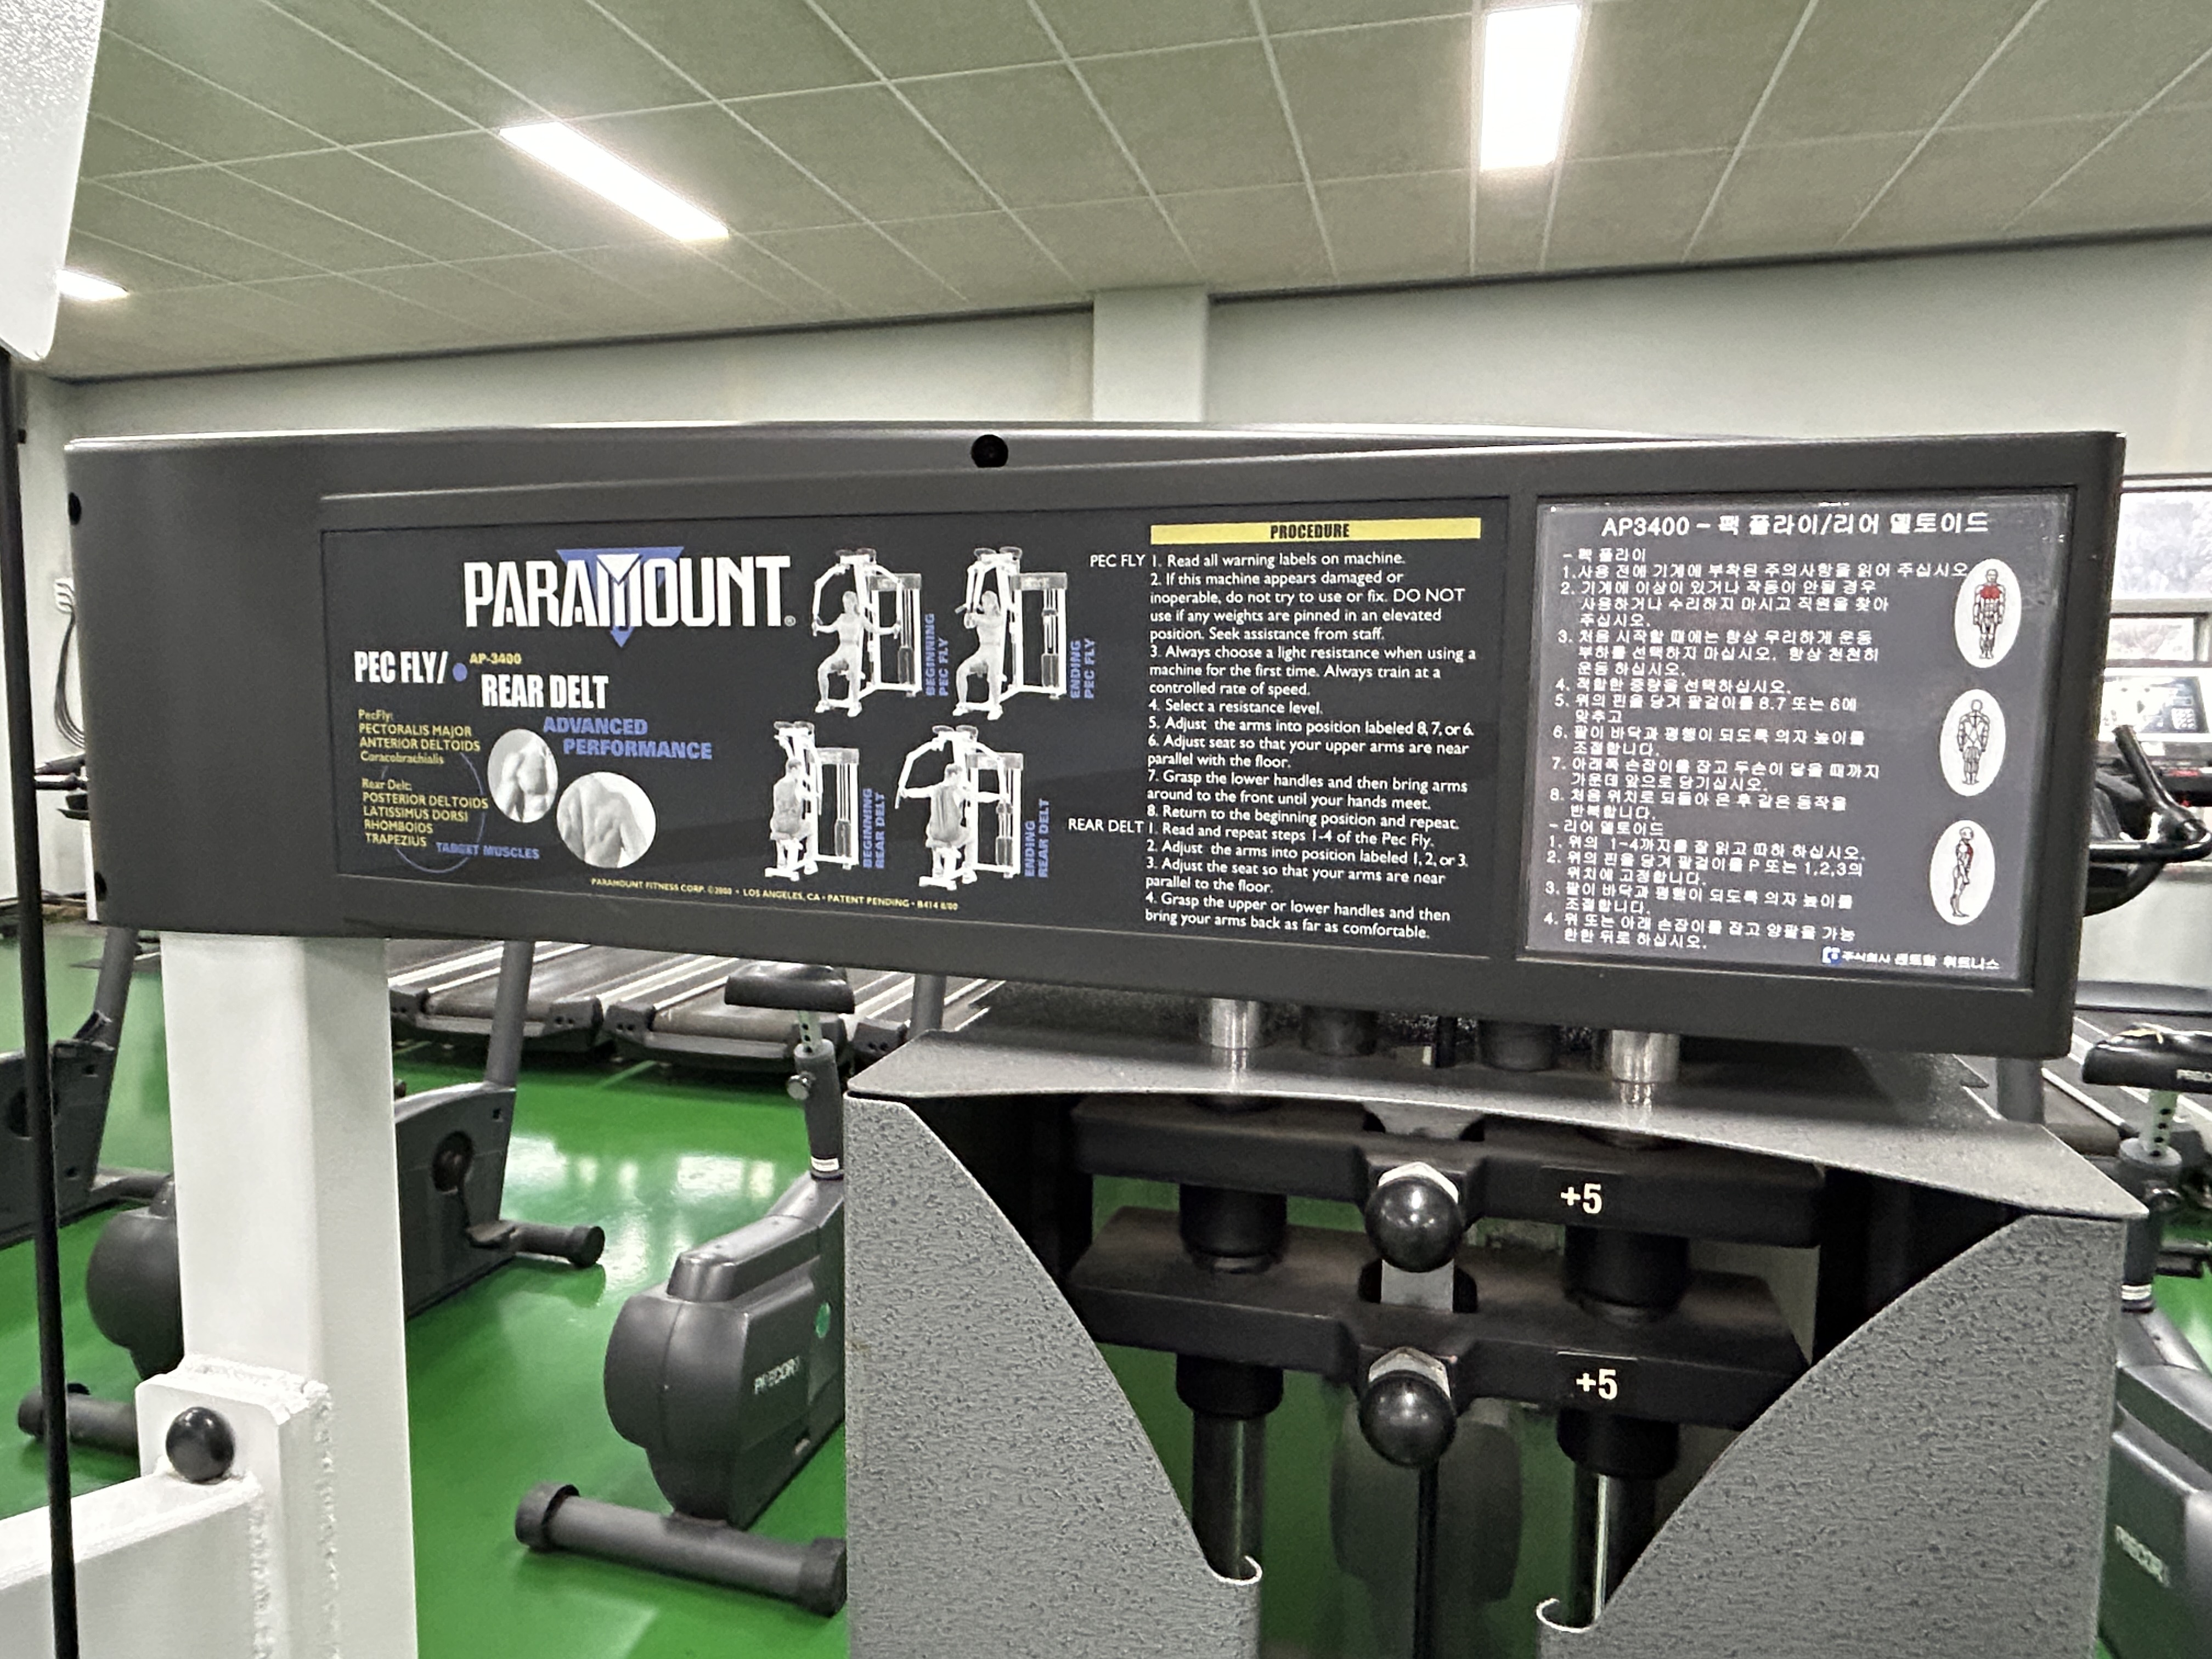 PARAMOUNT®
PEC FLY/ • AP-3400
REAR DELT
ADVANCED
PERFORMANCE
PecFly:
PECTORALIS MAJOR
ANTERIOR DELTOIDS
Coracobrachialis
Rear Delt:
POSTERIOR DELTOIDS
LATISSIMUS DORSI
RHOMBOIDS
TRAPEZIUS
TARGET MUSCLES
BEGINNING
PEC FLY
ENDING
PEC FLY
BEGINNING
REAR DELT
ENDING
REAR DELT
PARAMOUNT FITNESS CORP. ©2000 • LOS ANGELES, CA • PATENT PENDING • B414 8/00
PROCEDURE
PEC FLY 1. Read all warning labels on machine.
2. If this machine appears damaged or
inoperable, do not try to use or fix. DO NOT
use if any weights are pinned in an elevated
position. Seek assistance from staff.
3. Always choose a light resistance when using a
machine for the first time. Always train at a
controlled rate of speed.
4. Select a resistance level.
5. Adjust the arms into position labeled 8, 7, or 6.
6. Adjust seat so that your upper arms are near
parallel with the floor.
7. Grasp the lower handles and then bring arms
around to the front until your hands meet.
8. Return to the beginning position and repeat.
REAR DELT 1. Read and repeat steps 1-4 of the Pec Fly.
2. Adjust the arms into position labeled 1, 2, or 3.
3. Adjust the seat so that your arms are near
parallel to the floor.
4. Grasp the upper or lower handles and then
bring your arms back as far as comfortable.
AP3400 - 팩 플라이/리어 델토이드
- 팩 플라이
1.사용 전에 기계에 부착된 주의사항을 읽어 주십시오
2. 기계에 이상이 있거나 작동이 안될 경우
사용하거나 수리하지 마시고 직원을 찾아
주십시오.
3. 처음 시작할 때에는 항상 무리하게 운동
부하를 선택하지 마십시오. 항상 천천히
운동 하십시오.
4. 적합한 중량을 선택하십시오.
5. 위의 핀을 당겨 팔걸이를 8.7 또는 6에
맞추고
6. 팔이 바닥과 평행이 되도록 의자 높이를
조절합니다.
7. 아래쪽 손잡이를 잡고 두손이 닿을 때까지
가운데 앞으로 당기십시오.
8. 처음 위치로 되돌아 온 후 같은 동작을
반복합니다.
- 리어 델토이드
1. 위의 1-4까지를 잘 읽고 따라 하십시오.
2. 위의 핀을 당겨 팔걸이를 P 또는 1,2,3의
위치에 고정합니다.
3. 팔이 바닥과 평행이 되도록 의자 높이를
조절합니다.
4. 위 또는 아래 손잡이를 잡고 양팔을 가능
한한 뒤로 하십시오.
주식회사 센트랄 휘트니스
+5
+5
PRECOR
PRECOR